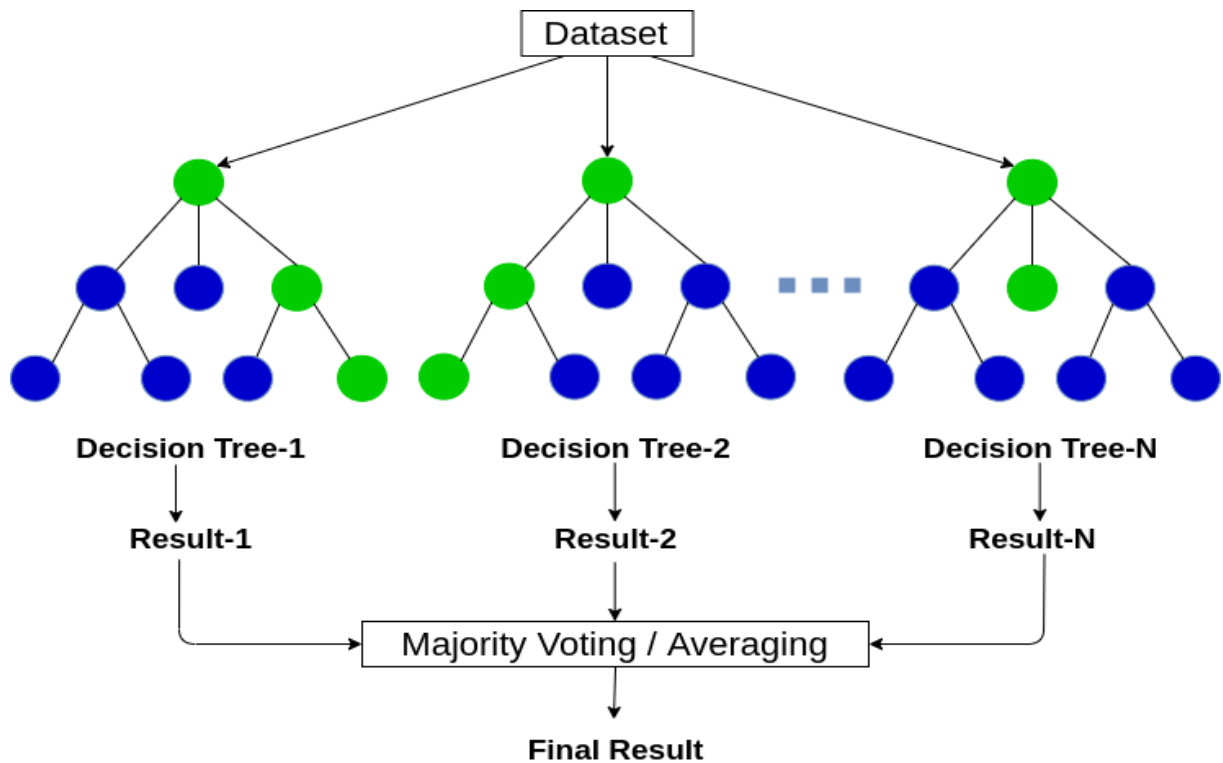 Dataset
Decision Tree-1
Decision Tree-2
Decision Tree-N
Result-1
Result-2
Result-N
Majority Voting / Averaging
Final Result